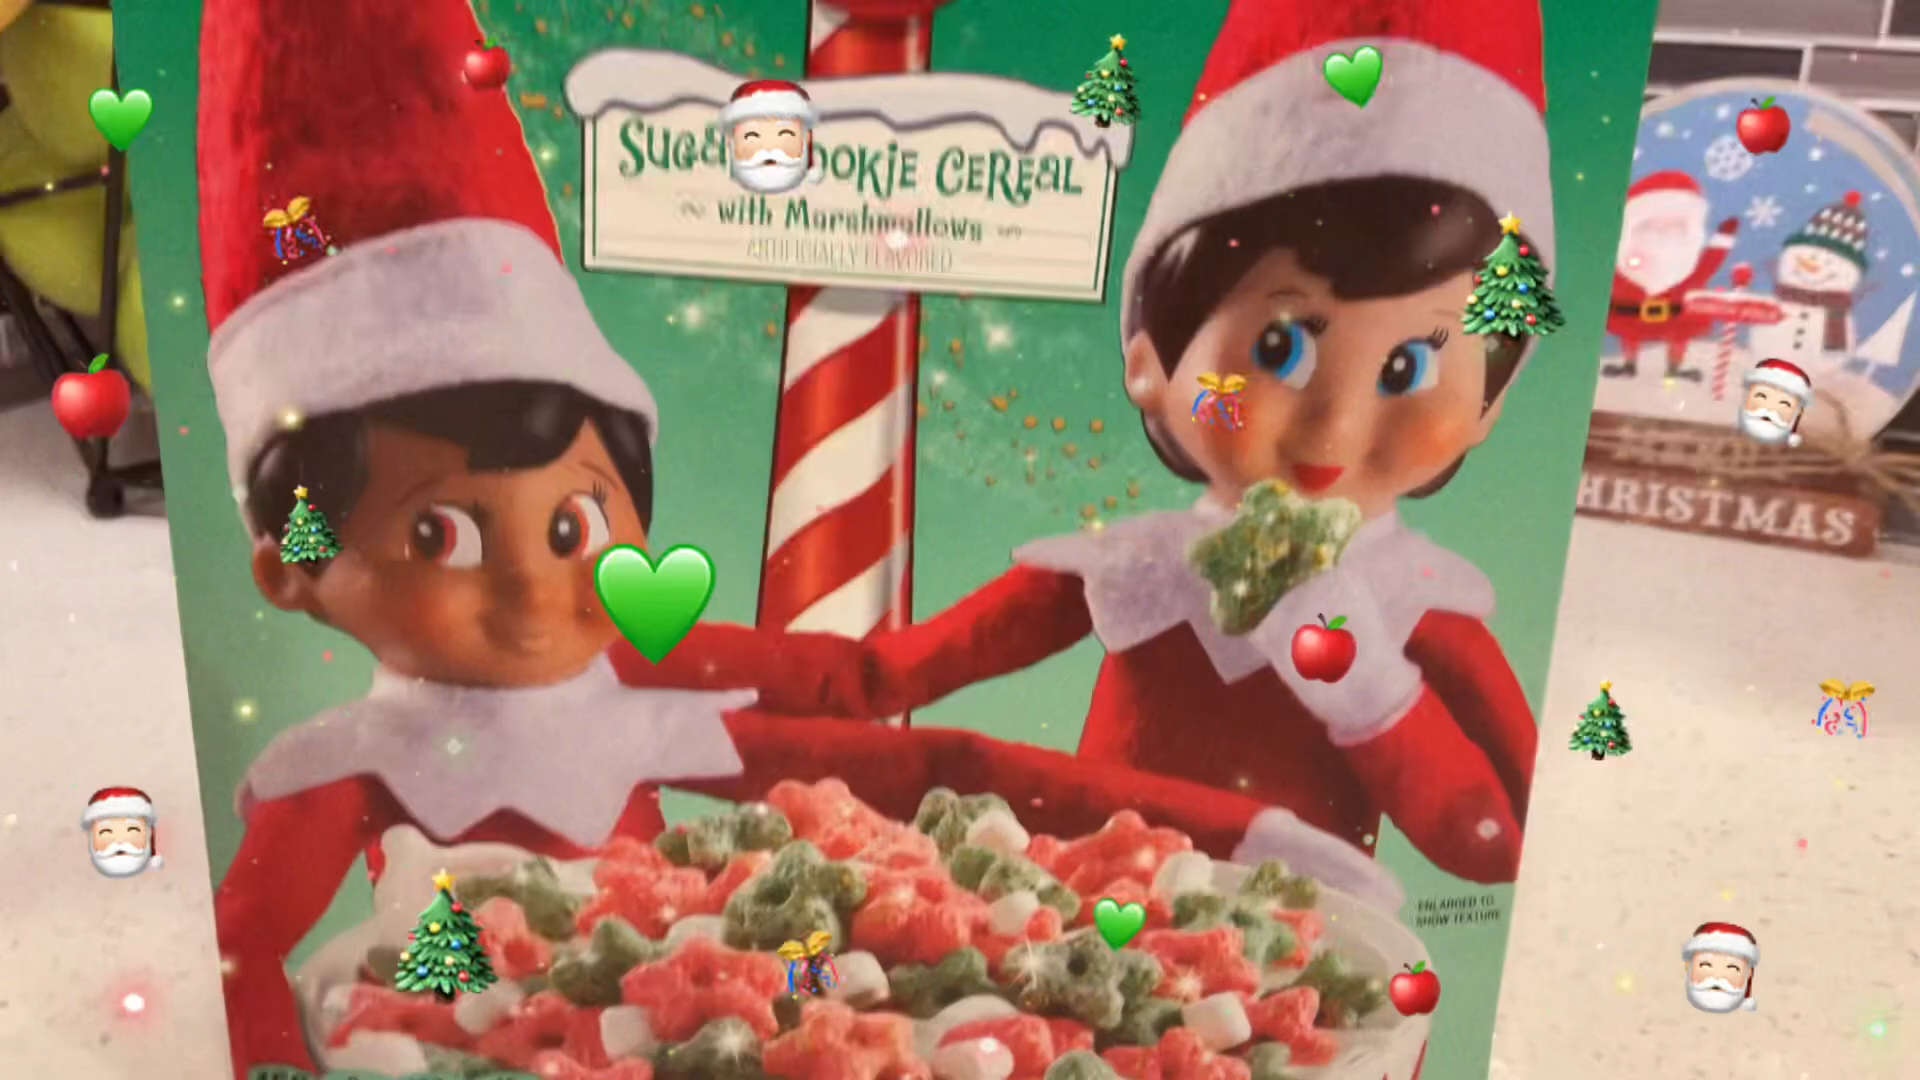 CEREAL
with Marshmallows
ARTIFICIALLY FLAVORED
ENLARGED TO
SHOW TEXTURE
HRISTMAS